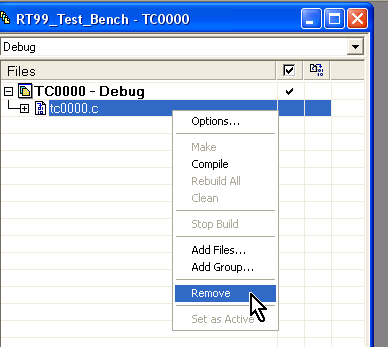 RT99_Test_Bench - TC0000
Debug
Files
TC0000 - Debug
tc0000.c
Options...
Make
Compile
Rebuild All
Clean
Stop Build
Add Files...
Add Group...
Remove
Set as Active